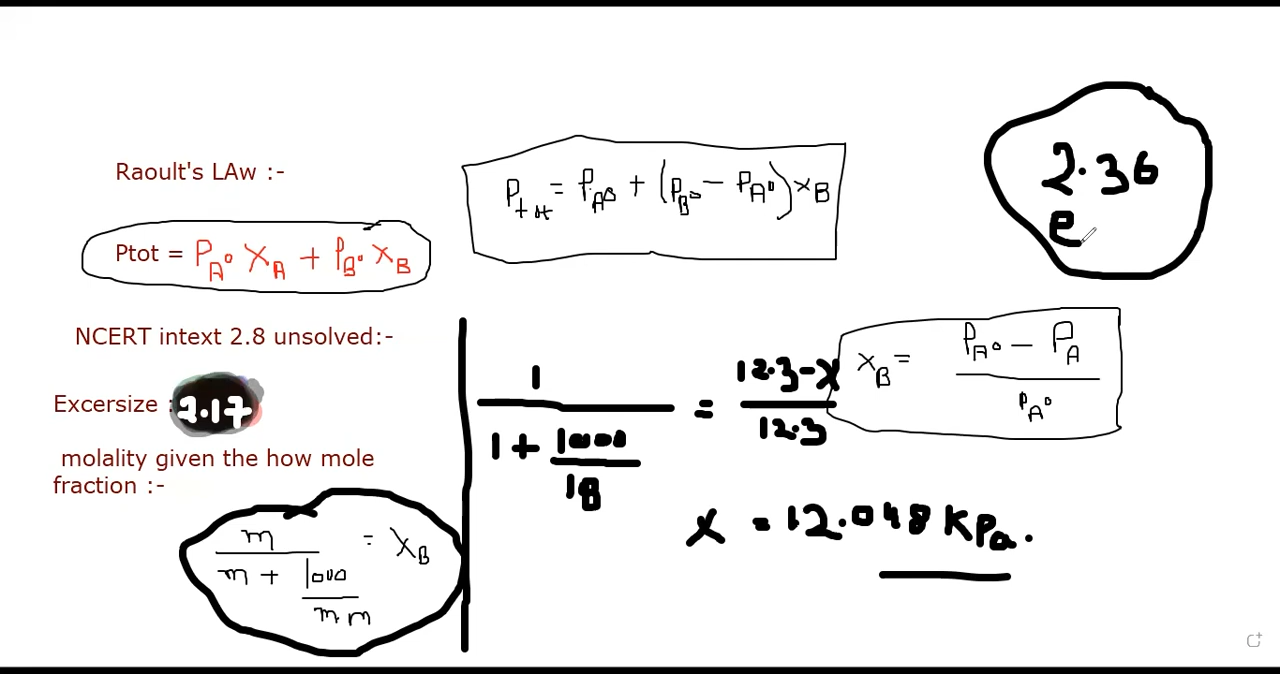 Raoult's LAw :-
Ptot = PA° XA + PB° XB
Ptot = PA° + (PB° - PA°) XB
2.36
e
NCERT intext 2.8 unsolved:-
Excersize : 2.17
molality given the how mole
fraction :-
m / (m + 1000 / m m) = XB
1 / (1 + 1000 / 18) = 12.3 - x / 12.3
XB = PA° - PA / PA°
x = 12.048 KPa.